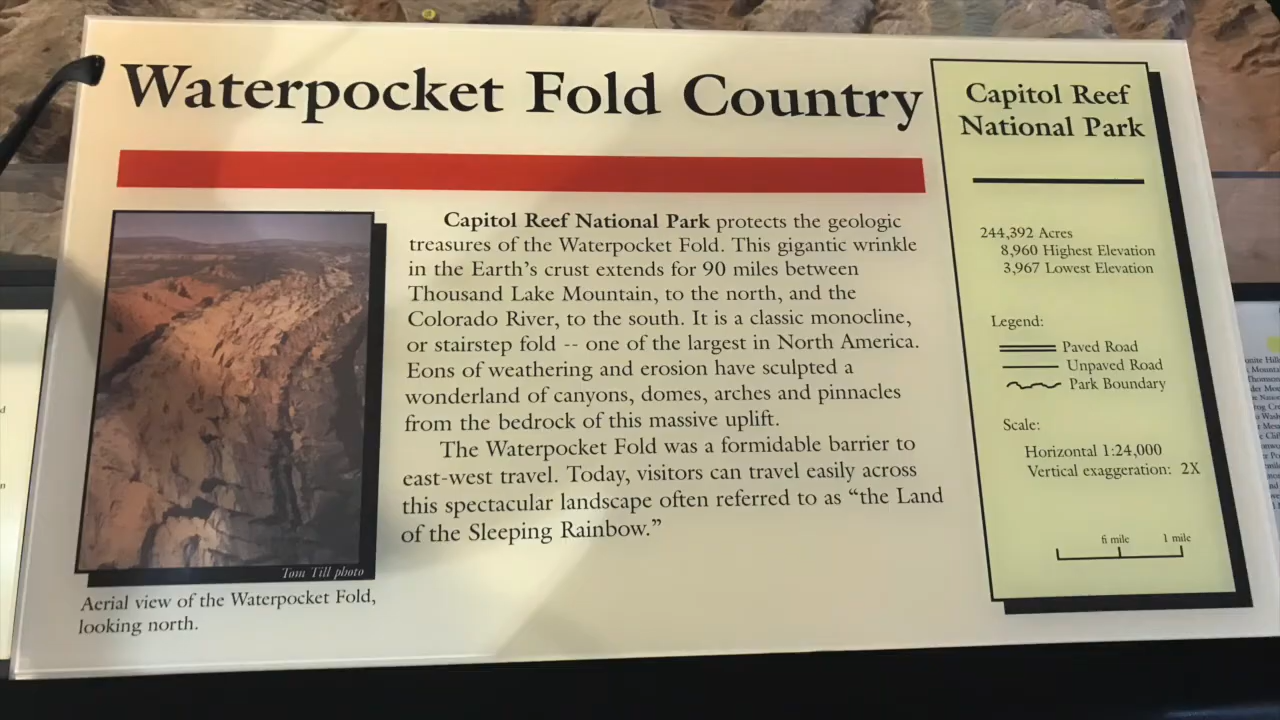 Waterpocket Fold Country
Capitol Reef National Park protects the geologic
treasures of the Waterpocket Fold. This gigantic wrinkle
in the Earth's crust extends for 90 miles between
Thousand Lake Mountain, to the north, and the
Colorado River, to the south. It is a classic monocline,
or stairstep fold -- one of the largest in North America.
Eons of weathering and erosion have sculpted a
wonderland of canyons, domes, arches and pinnacles
from the bedrock of this massive uplift.
The Waterpocket Fold was a formidable barrier to
east-west travel. Today, visitors can travel easily across
this spectacular landscape often referred to as “the Land
of the Sleeping Rainbow.”
Tom Till photo
Aerial view of the Waterpocket Fold,
looking north.
Capitol Reef
National Park
244,392 Acres
8,960 Highest Elevation
3,967 Lowest Elevation
Legend:
Paved Road
Unpaved Road
Park Boundary
Scale:
Horizontal 1:24,000
Vertical exaggeration: 2X
fi mile 1 mile